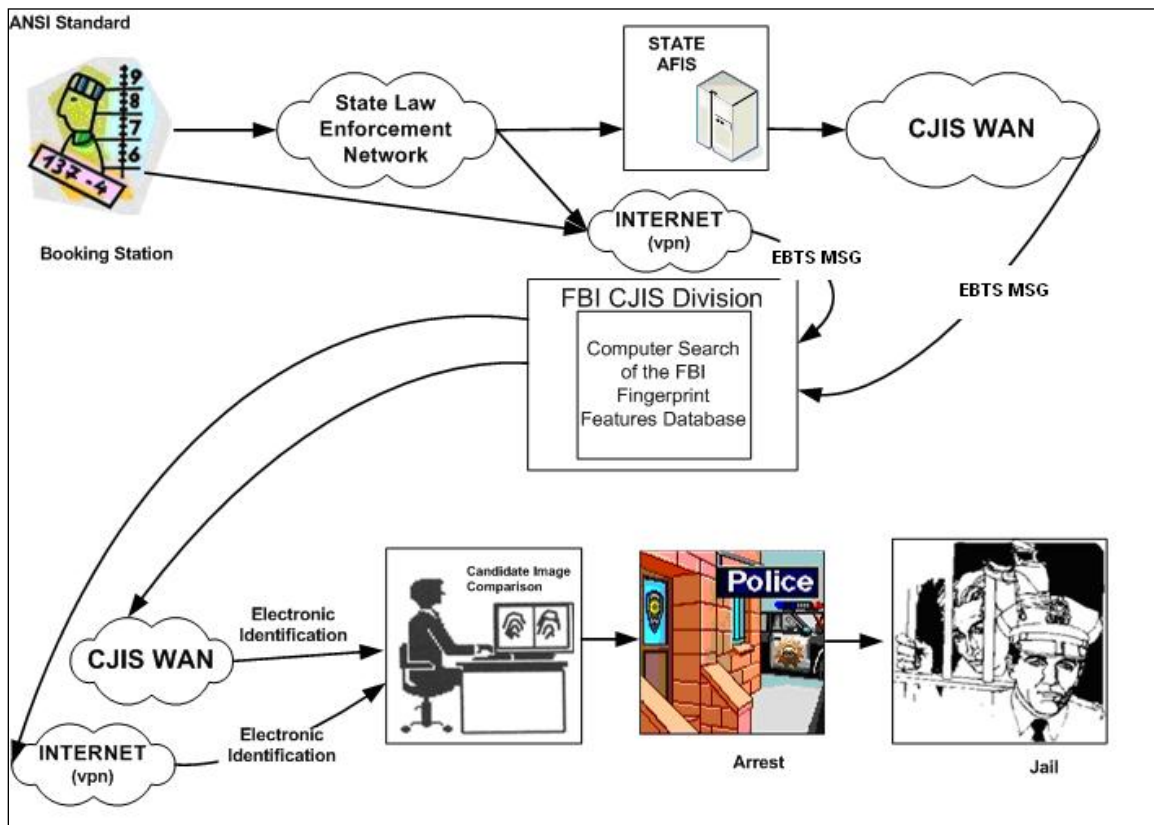 ANSI Standard
9
8
7
6
137-4
Booking Station
State Law
Enforcement
Network
STATE
AFIS
CJIS WAN
INTERNET
(vpn)
EBTS MSG
EBTS MSG
FBI CJIS Division
Computer Search
of the FBI
Fingerprint
Features Database
CJIS WAN
Electronic
Identification
INTERNET
(vpn)
Electronic
Identification
Candidate Image
Comparison
Police
Arrest
Jail